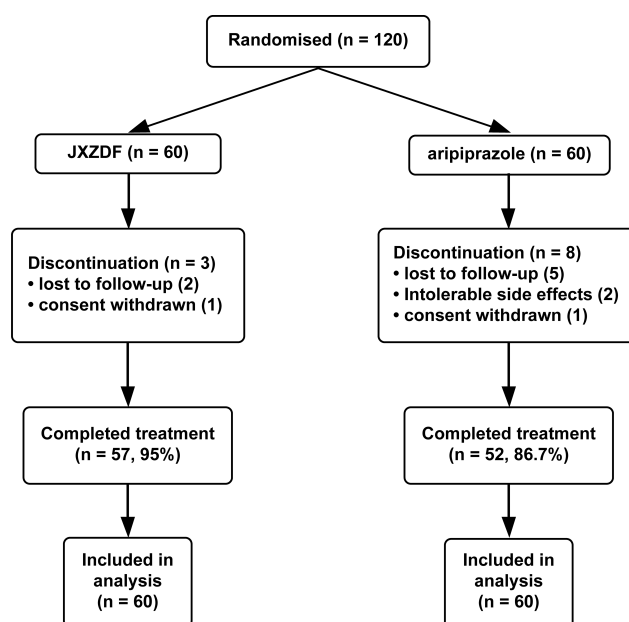 Randomised (n = 120)
JXZDF (n = 60)
aripiprazole (n = 60)
Discontinuation (n = 3)
• lost to follow-up (2)
• consent withdrawn (1)
Discontinuation (n = 8)
• lost to follow-up (5)
• Intolerable side effects (2)
• consent withdrawn (1)
Completed treatment
(n = 57, 95%)
Completed treatment
(n = 52, 86.7%)
Included in
analysis
(n = 60)
Included in
analysis
(n = 60)